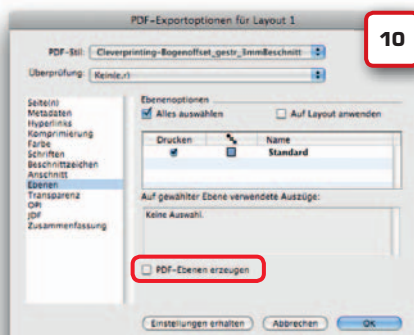 PDF-Exportoptionen für Layout 1
10
PDF-Stil: Cleverprinting-Bogenoffset_gestr_3mmBeschnitt
Überprüfung: Keine(r)
Seite(n)
Metadaten
Hyperlinks
Komprimierung
Farbe
Schriften
Beschnittzeichen
Anschnitt
Ebenen
Transparenz
OPI
JDF
Zusammenfassung
Ebenenoptionen
Alles auswählen Auf Layout anwenden
Drucken Name
Standard
Auf gewählter Ebene verwendete Auszüge:
Keine Auswahl.
PDF-Ebenen erzeugen
Einstellungen erhalten Abbrechen OK